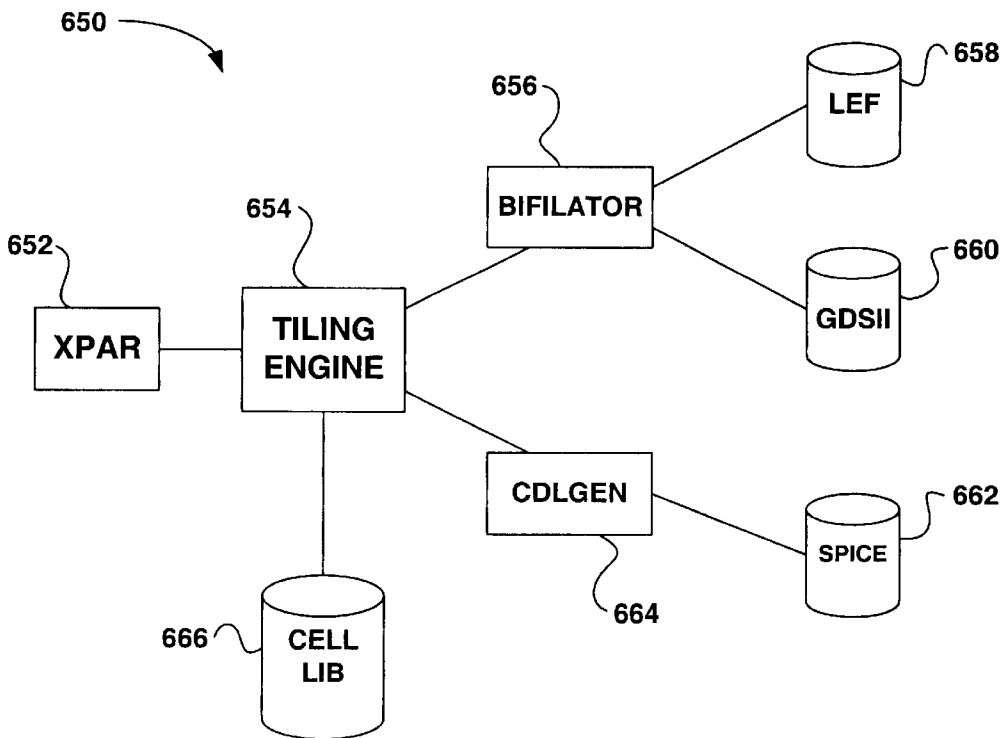 650
658
LEF
656
BIFILATOR
654
652
660
GDSII
TILING
ENGINE
XPAR
CDLGEN
662
SPICE
664
666
CELL
LIB